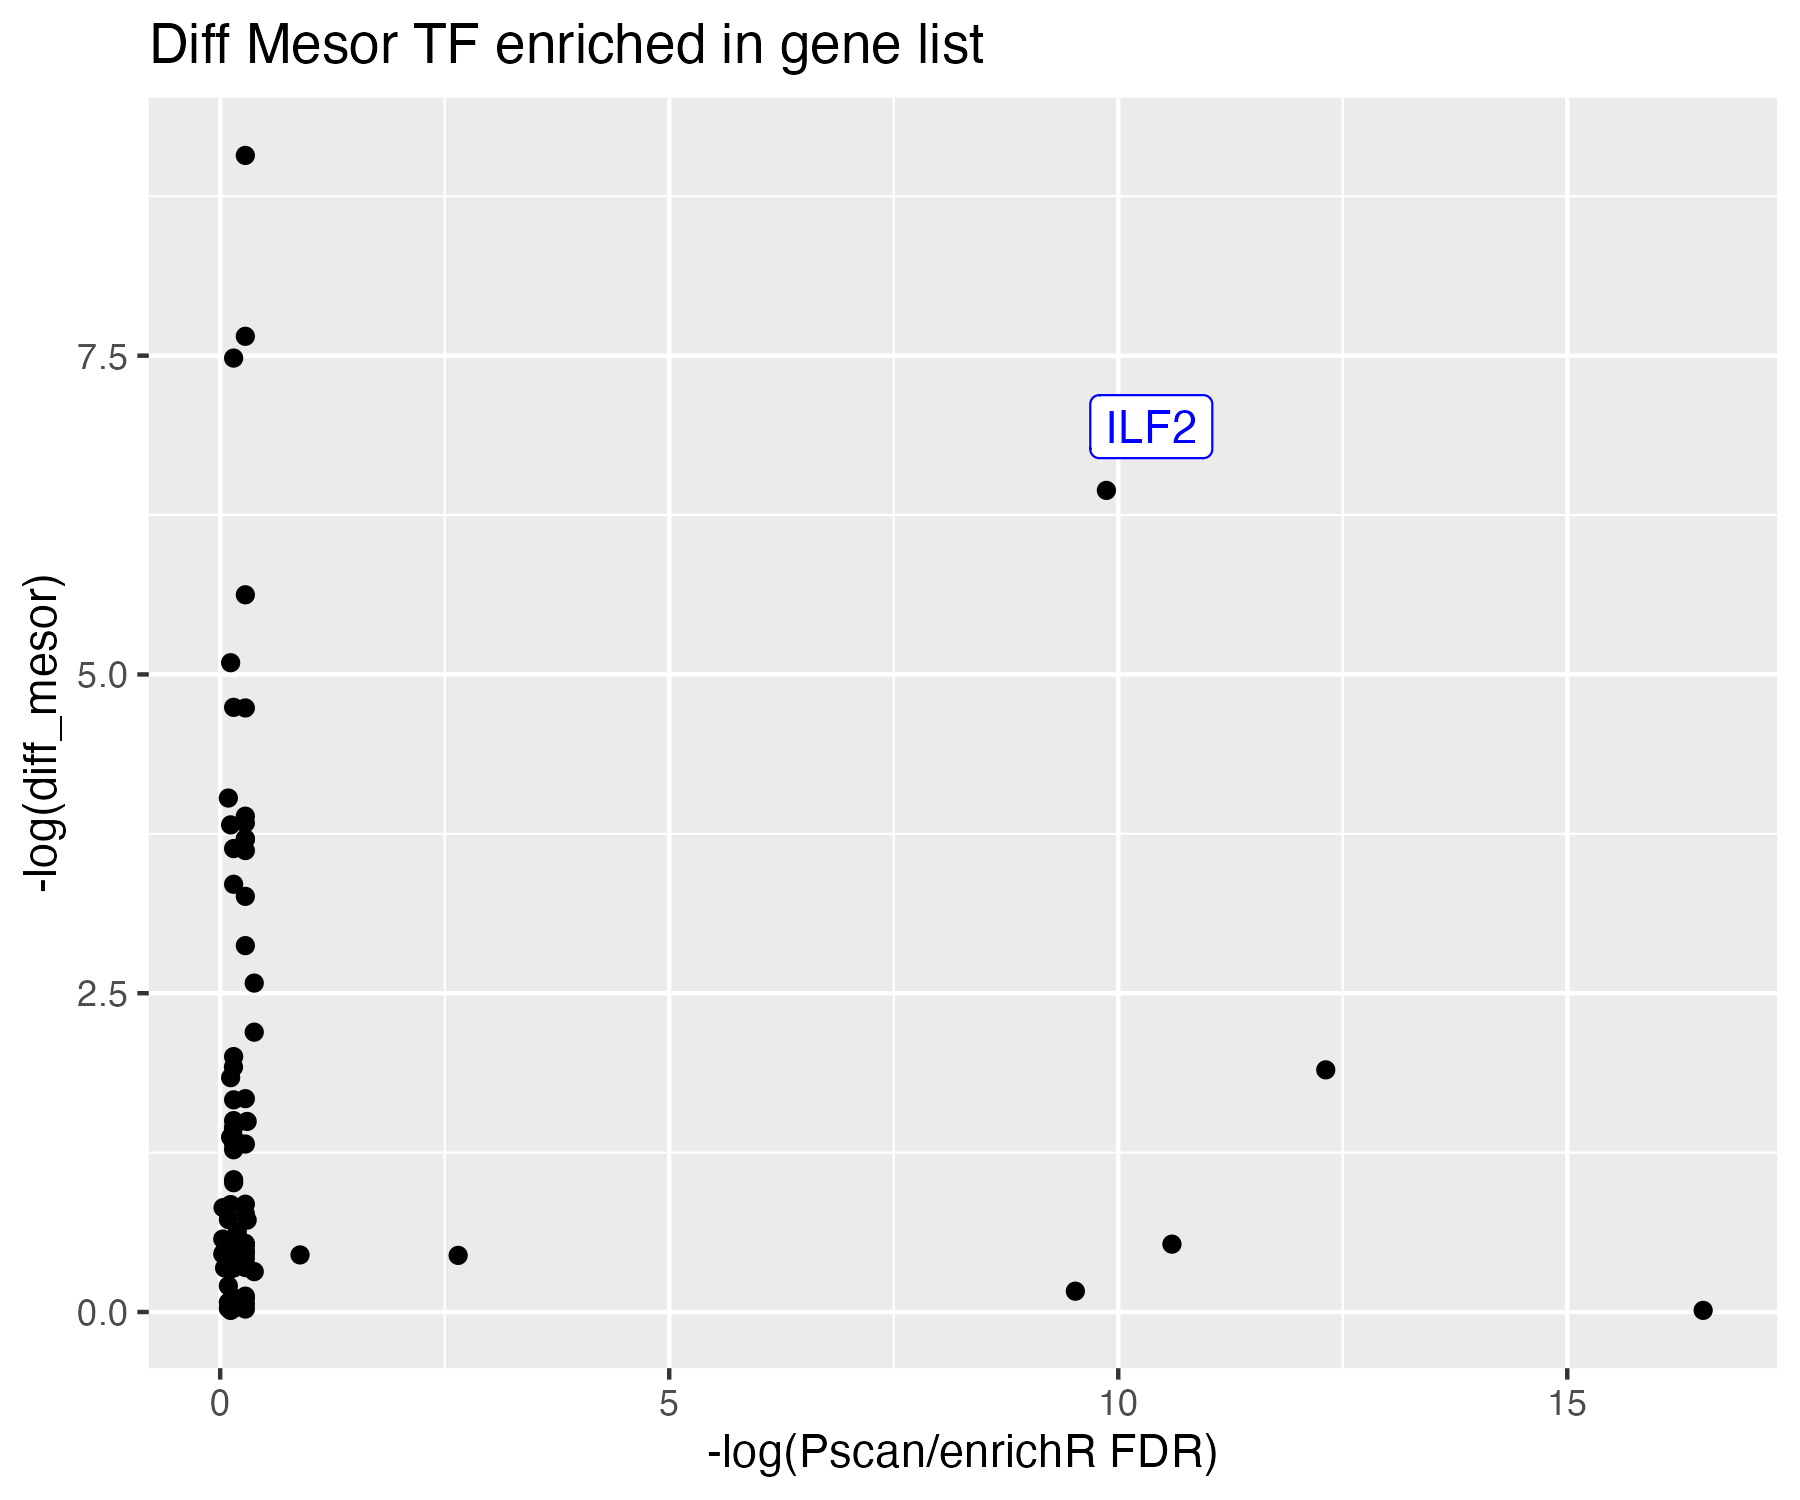 Diff Mesor TF enriched in gene list
-log(diff_mesor)
7.5
5.0
2.5
0.0
ILF2
0
5
10
15
-log(Pscan/enrichR FDR)